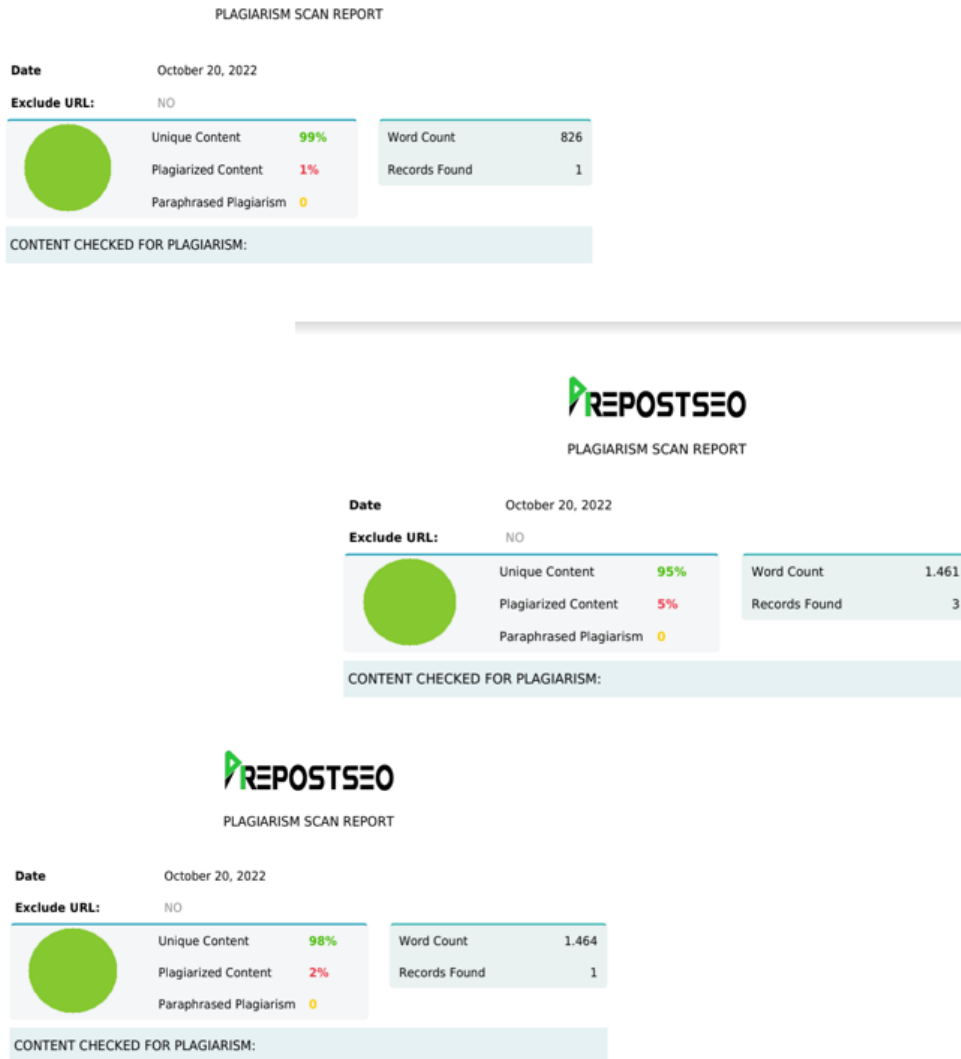 PLAGIARISM SCAN REPORT
Date October 20, 2022
Exclude URL: NO
Unique Content 99% Word Count 826
Plagiarized Content 1% Records Found 1
Paraphrased Plagiarism 0
CONTENT CHECKED FOR PLAGIARISM:
PREPOSTSEO
PLAGIARISM SCAN REPORT
Date October 20, 2022
Exclude URL: NO
Unique Content 95% Word Count 1.461
Plagiarized Content 5% Records Found 3
Paraphrased Plagiarism 0
CONTENT CHECKED FOR PLAGIARISM:
PREPOSTSEO
PLAGIARISM SCAN REPORT
Date October 20, 2022
Exclude URL: NO
Unique Content 98% Word Count 1.464
Plagiarized Content 2% Records Found 1
Paraphrased Plagiarism 0
CONTENT CHECKED FOR PLAGIARISM: